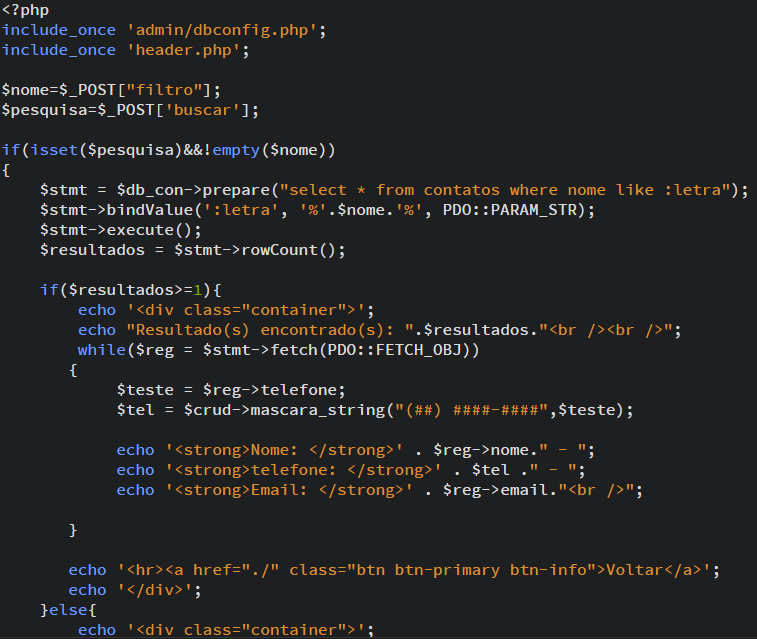 <?php
include_once 'admin/dbconfig.php';
include_once 'header.php';

$nome=$_POST["filtro"];
$pesquisa=$_POST['buscar'];

if(isset($pesquisa)&&!empty($nome))
{
    $stmt = $db_con->prepare("select * from contatos where nome like :letra");
    $stmt->bindValue(':letra', '%'.$nome.'%', PDO::PARAM_STR);
    $stmt->execute();
    $resultados = $stmt->rowCount();

    if($resultados>=1){
        echo '<div class="container">';
        echo "Resultado(s) encontrado(s): ".$resultados."<br /><br />";
        while($reg = $stmt->fetch(PDO::FETCH_OBJ))
       {
            $teste = $reg->telefone;
            $tel = $crud->mascara_string("(##) ####-####",$teste);

            echo '<strong>Nome: </strong>' . $reg->nome." - ";
            echo '<strong>telefone: </strong>' . $tel ." - ";
            echo '<strong>Email: </strong>' . $reg->email."<br />";

       }

       echo '<hr><a href="./" class="btn btn-primary btn-info">Voltar</a>';
       echo '</div>';
    }else{
        echo '<div class="container">';